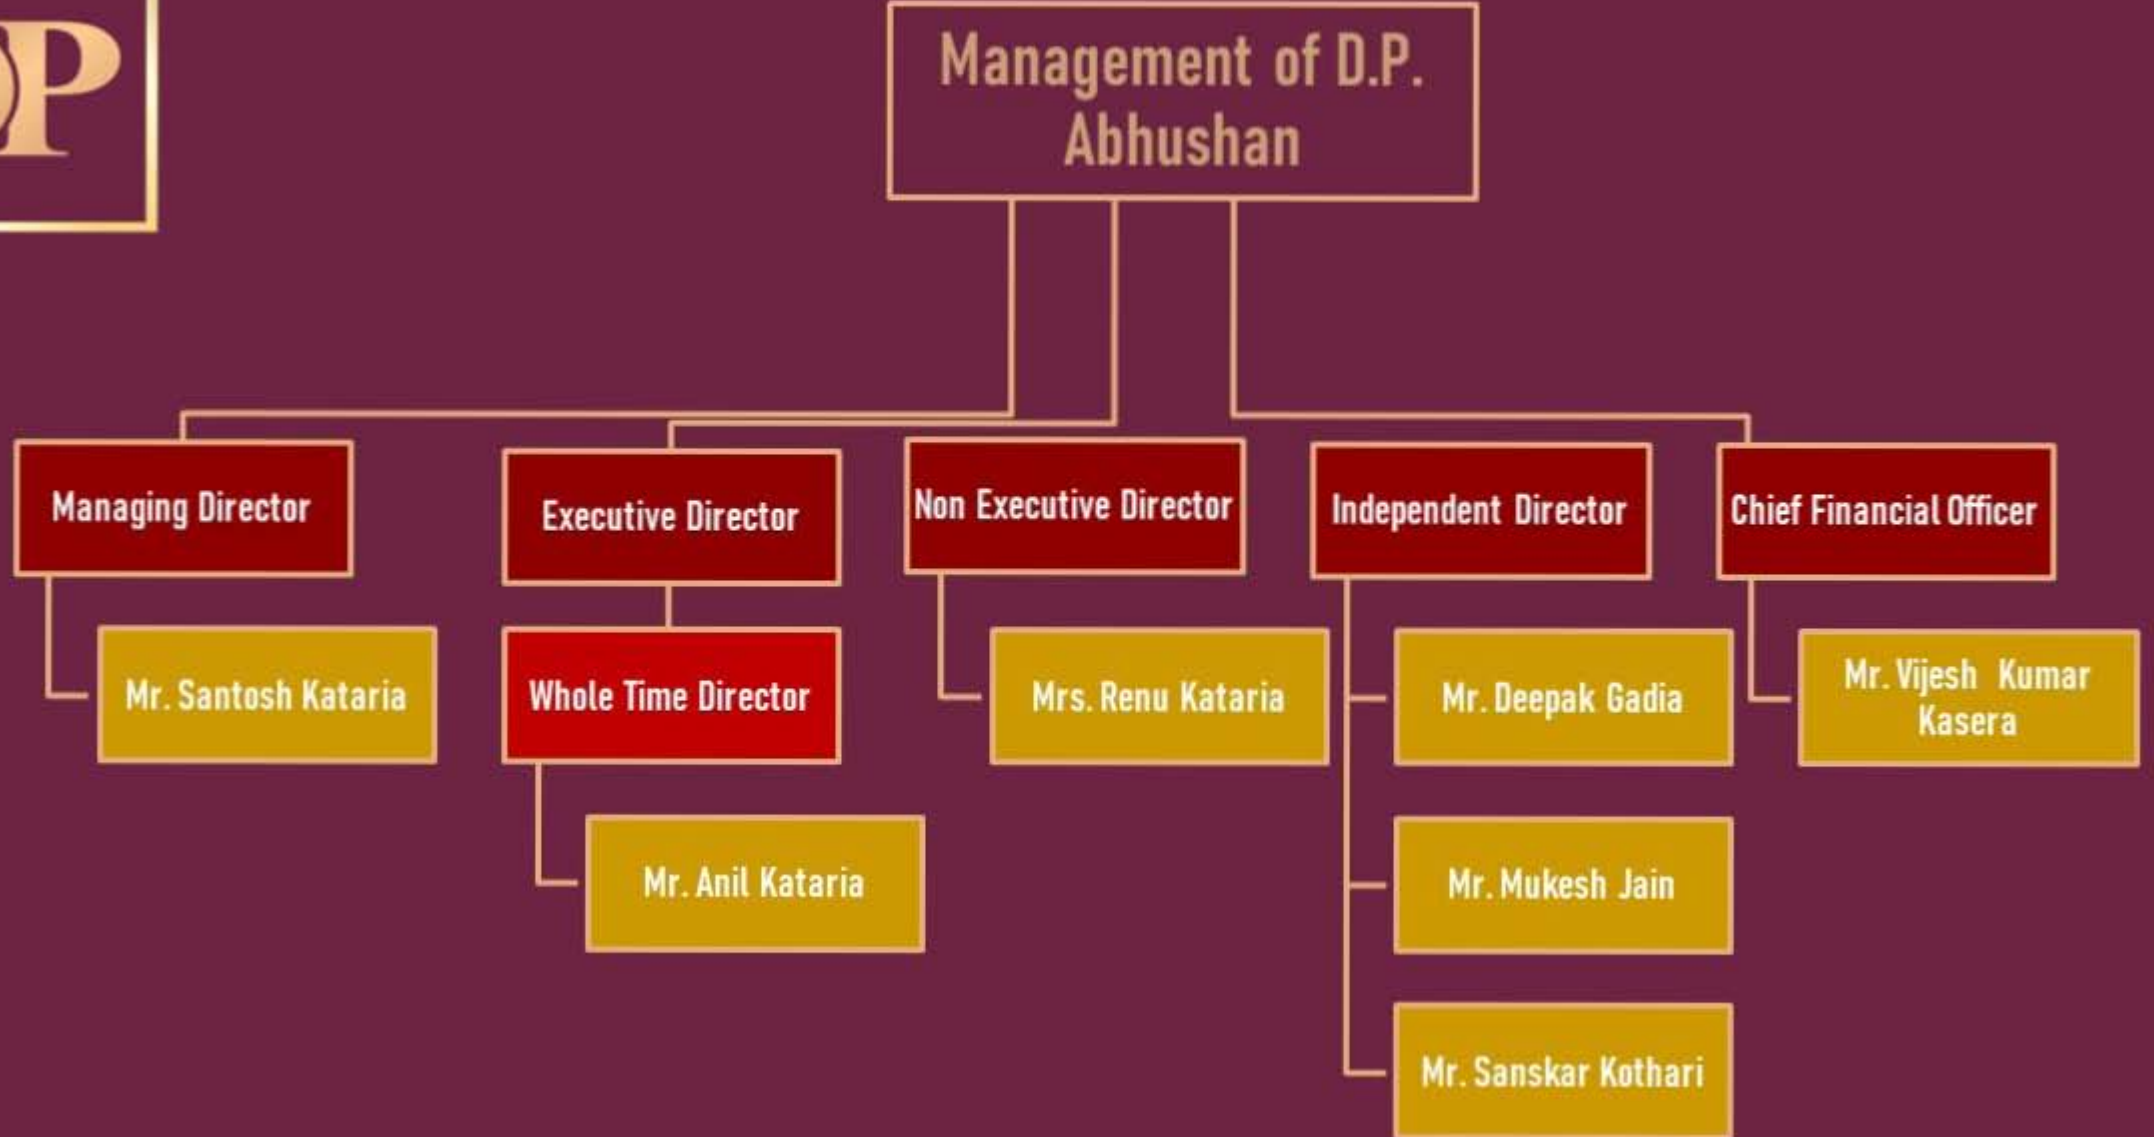 P
Management of D.P.
Abhushan
Managing Director
Executive Director
Non Executive Director
Independent Director
Chief Financial Officer
Mr. Santosh Kataria
Whole Time Director
Mrs. Renu Kataria
Mr. Deepak Gadia
Mr. Vijesh Kumar
Kasera
Mr. Anil Kataria
Mr. Mukesh Jain
Mr. Sanskar Kothari